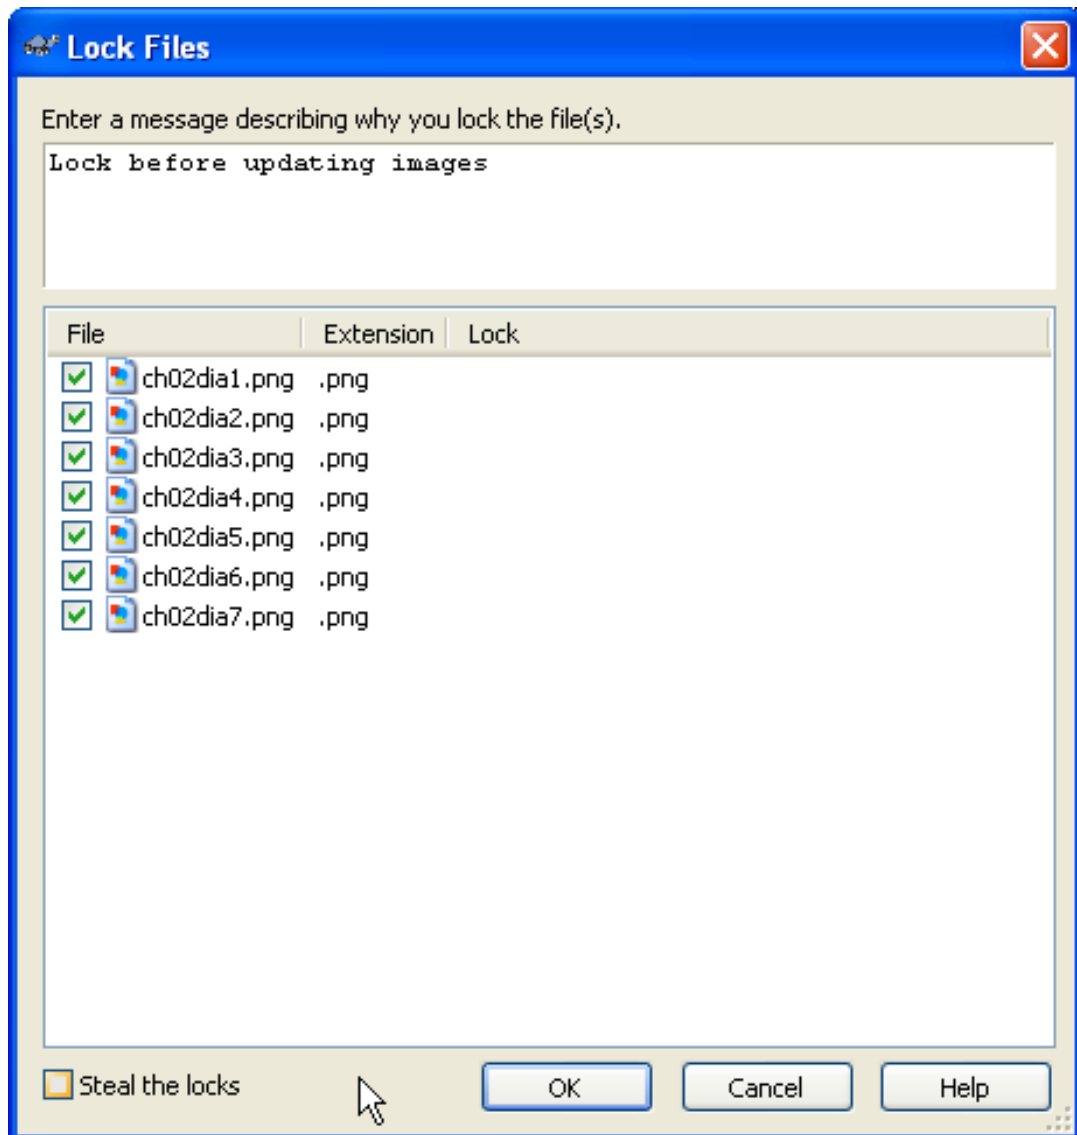 Lock Files
Enter a message describing why you lock the file(s).
Lock before updating images
File Extension Lock
ch02dia1.png .png
ch02dia2.png .png
ch02dia3.png .png
ch02dia4.png .png
ch02dia5.png .png
ch02dia6.png .png
ch02dia7.png .png
Steal the locks OK Cancel Help